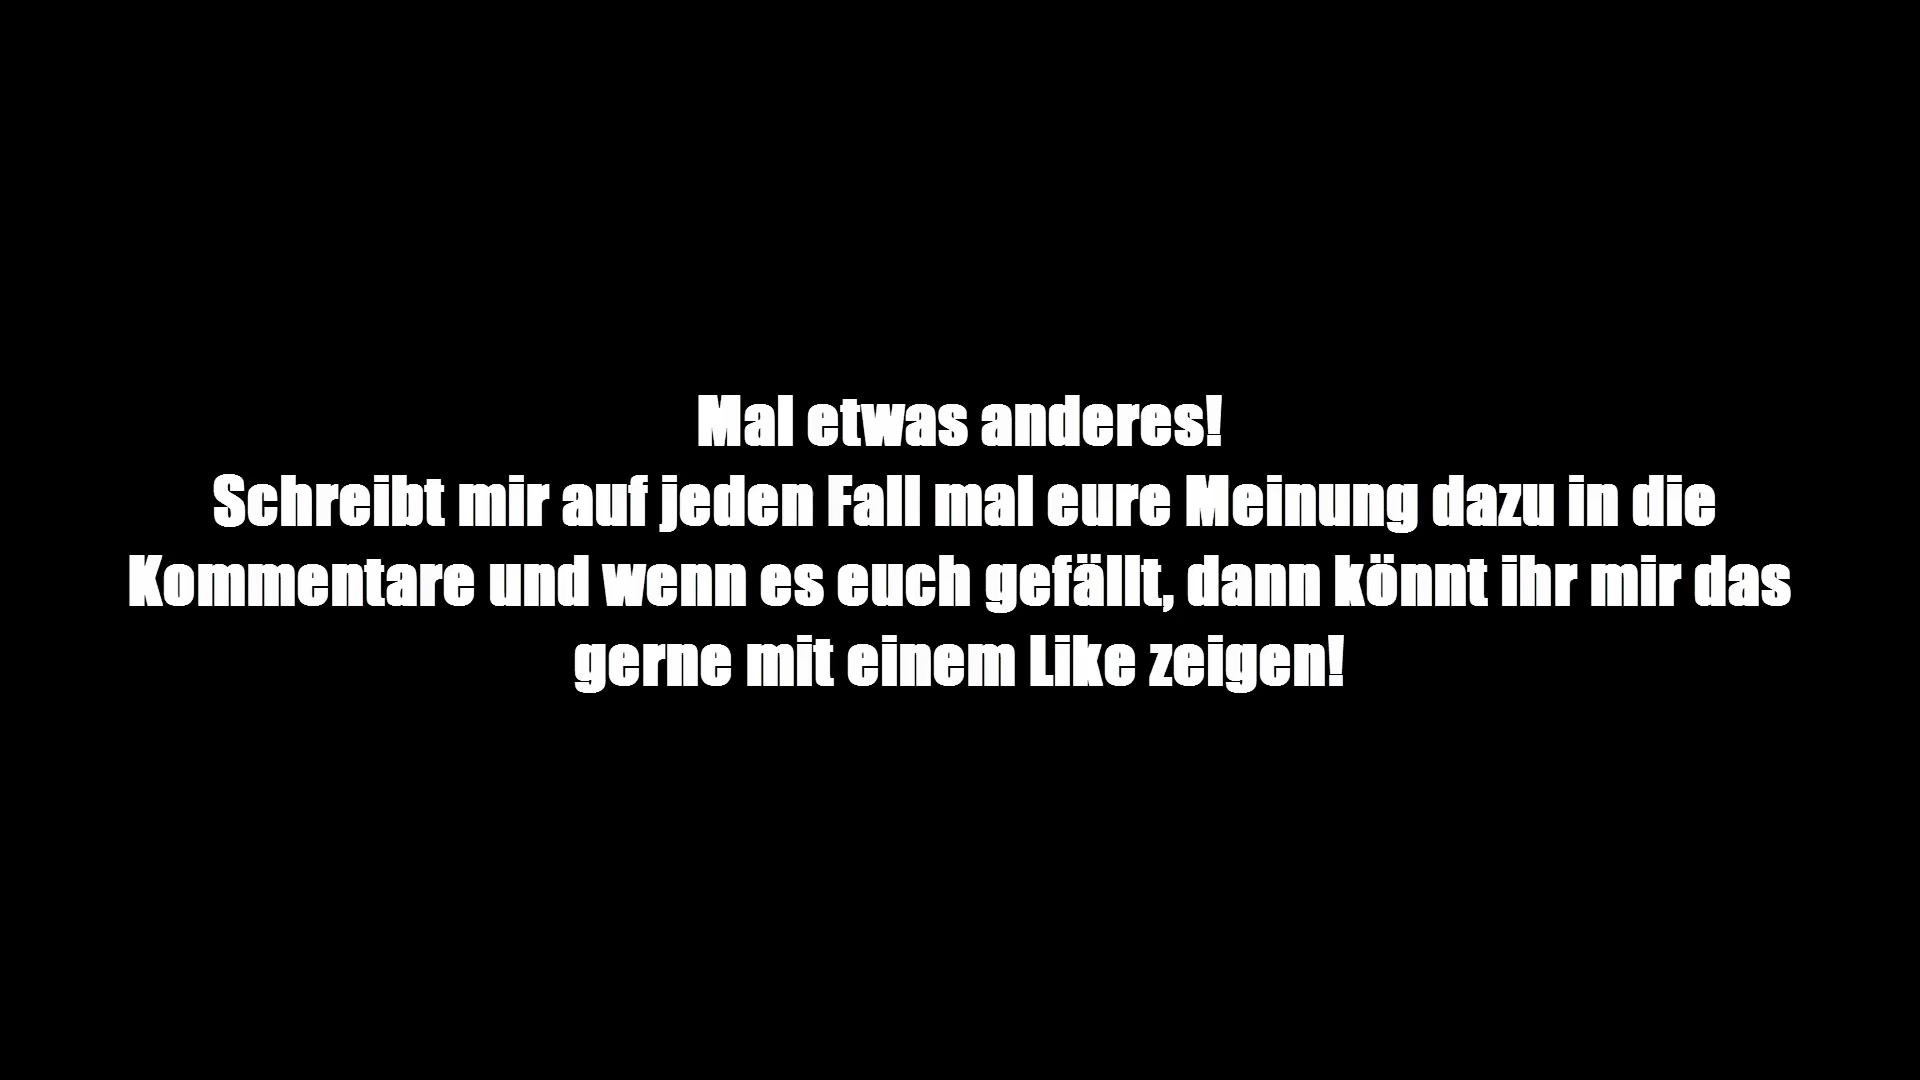 Mal etwas anderes!
Schreibt mir auf jeden Fall mal eure Meinung dazu in die
Kommentare und wenn es euch gefällt, dann könnt ihr mir das
gerne mit einem Like zeigen!